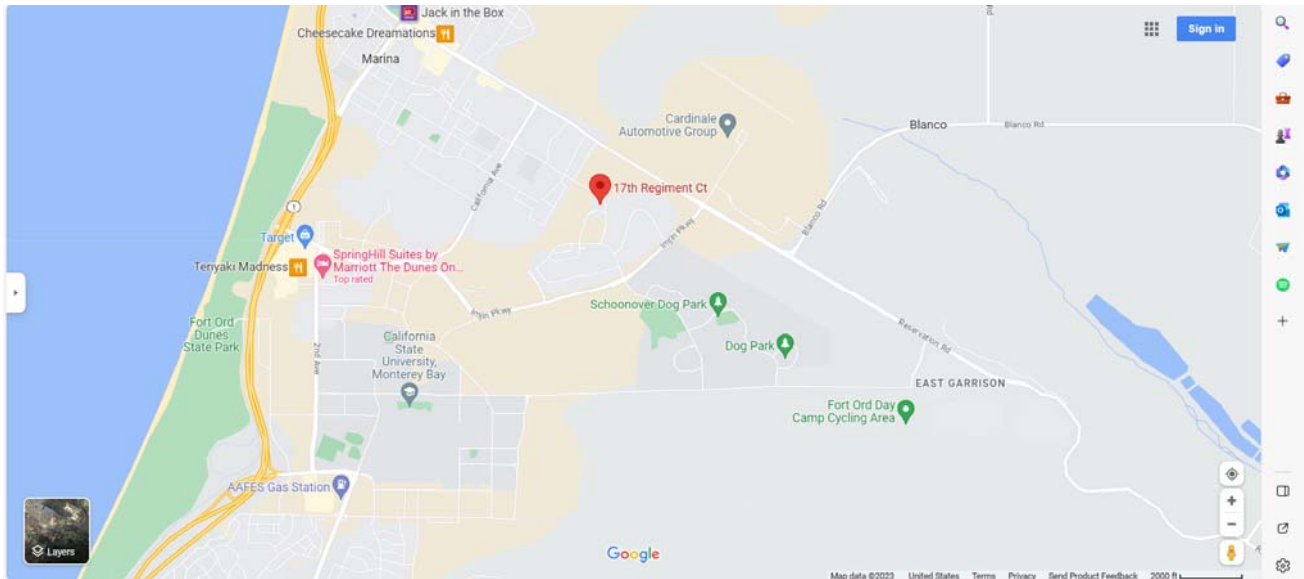 Jack in the Box
Cheesecake Dreamations
Marina
Sign in
Cardinale
Automotive Group
Blanco
Blanco Rd
Rd
California Ave
17th Regiment Ct
Blanco Rd
Imjin Pkwy
1
Target
SpringHill Suites by
Marriott The Dunes On...
Top rated
Teriyaki Madness
Schoonover Dog Park
Imjin Pkwy
Fort Ord
Dunes
State Park
2nd Ave
California
State
University,
Monterey Bay
Dog Park
Reservation Rd
EAST GARRISON
Fort Ord Day
Camp Cycling Area
AAFES Gas Station
Layers
Google
Map data ©2023 United States Terms Privacy Send Product Feedback 2000 ft